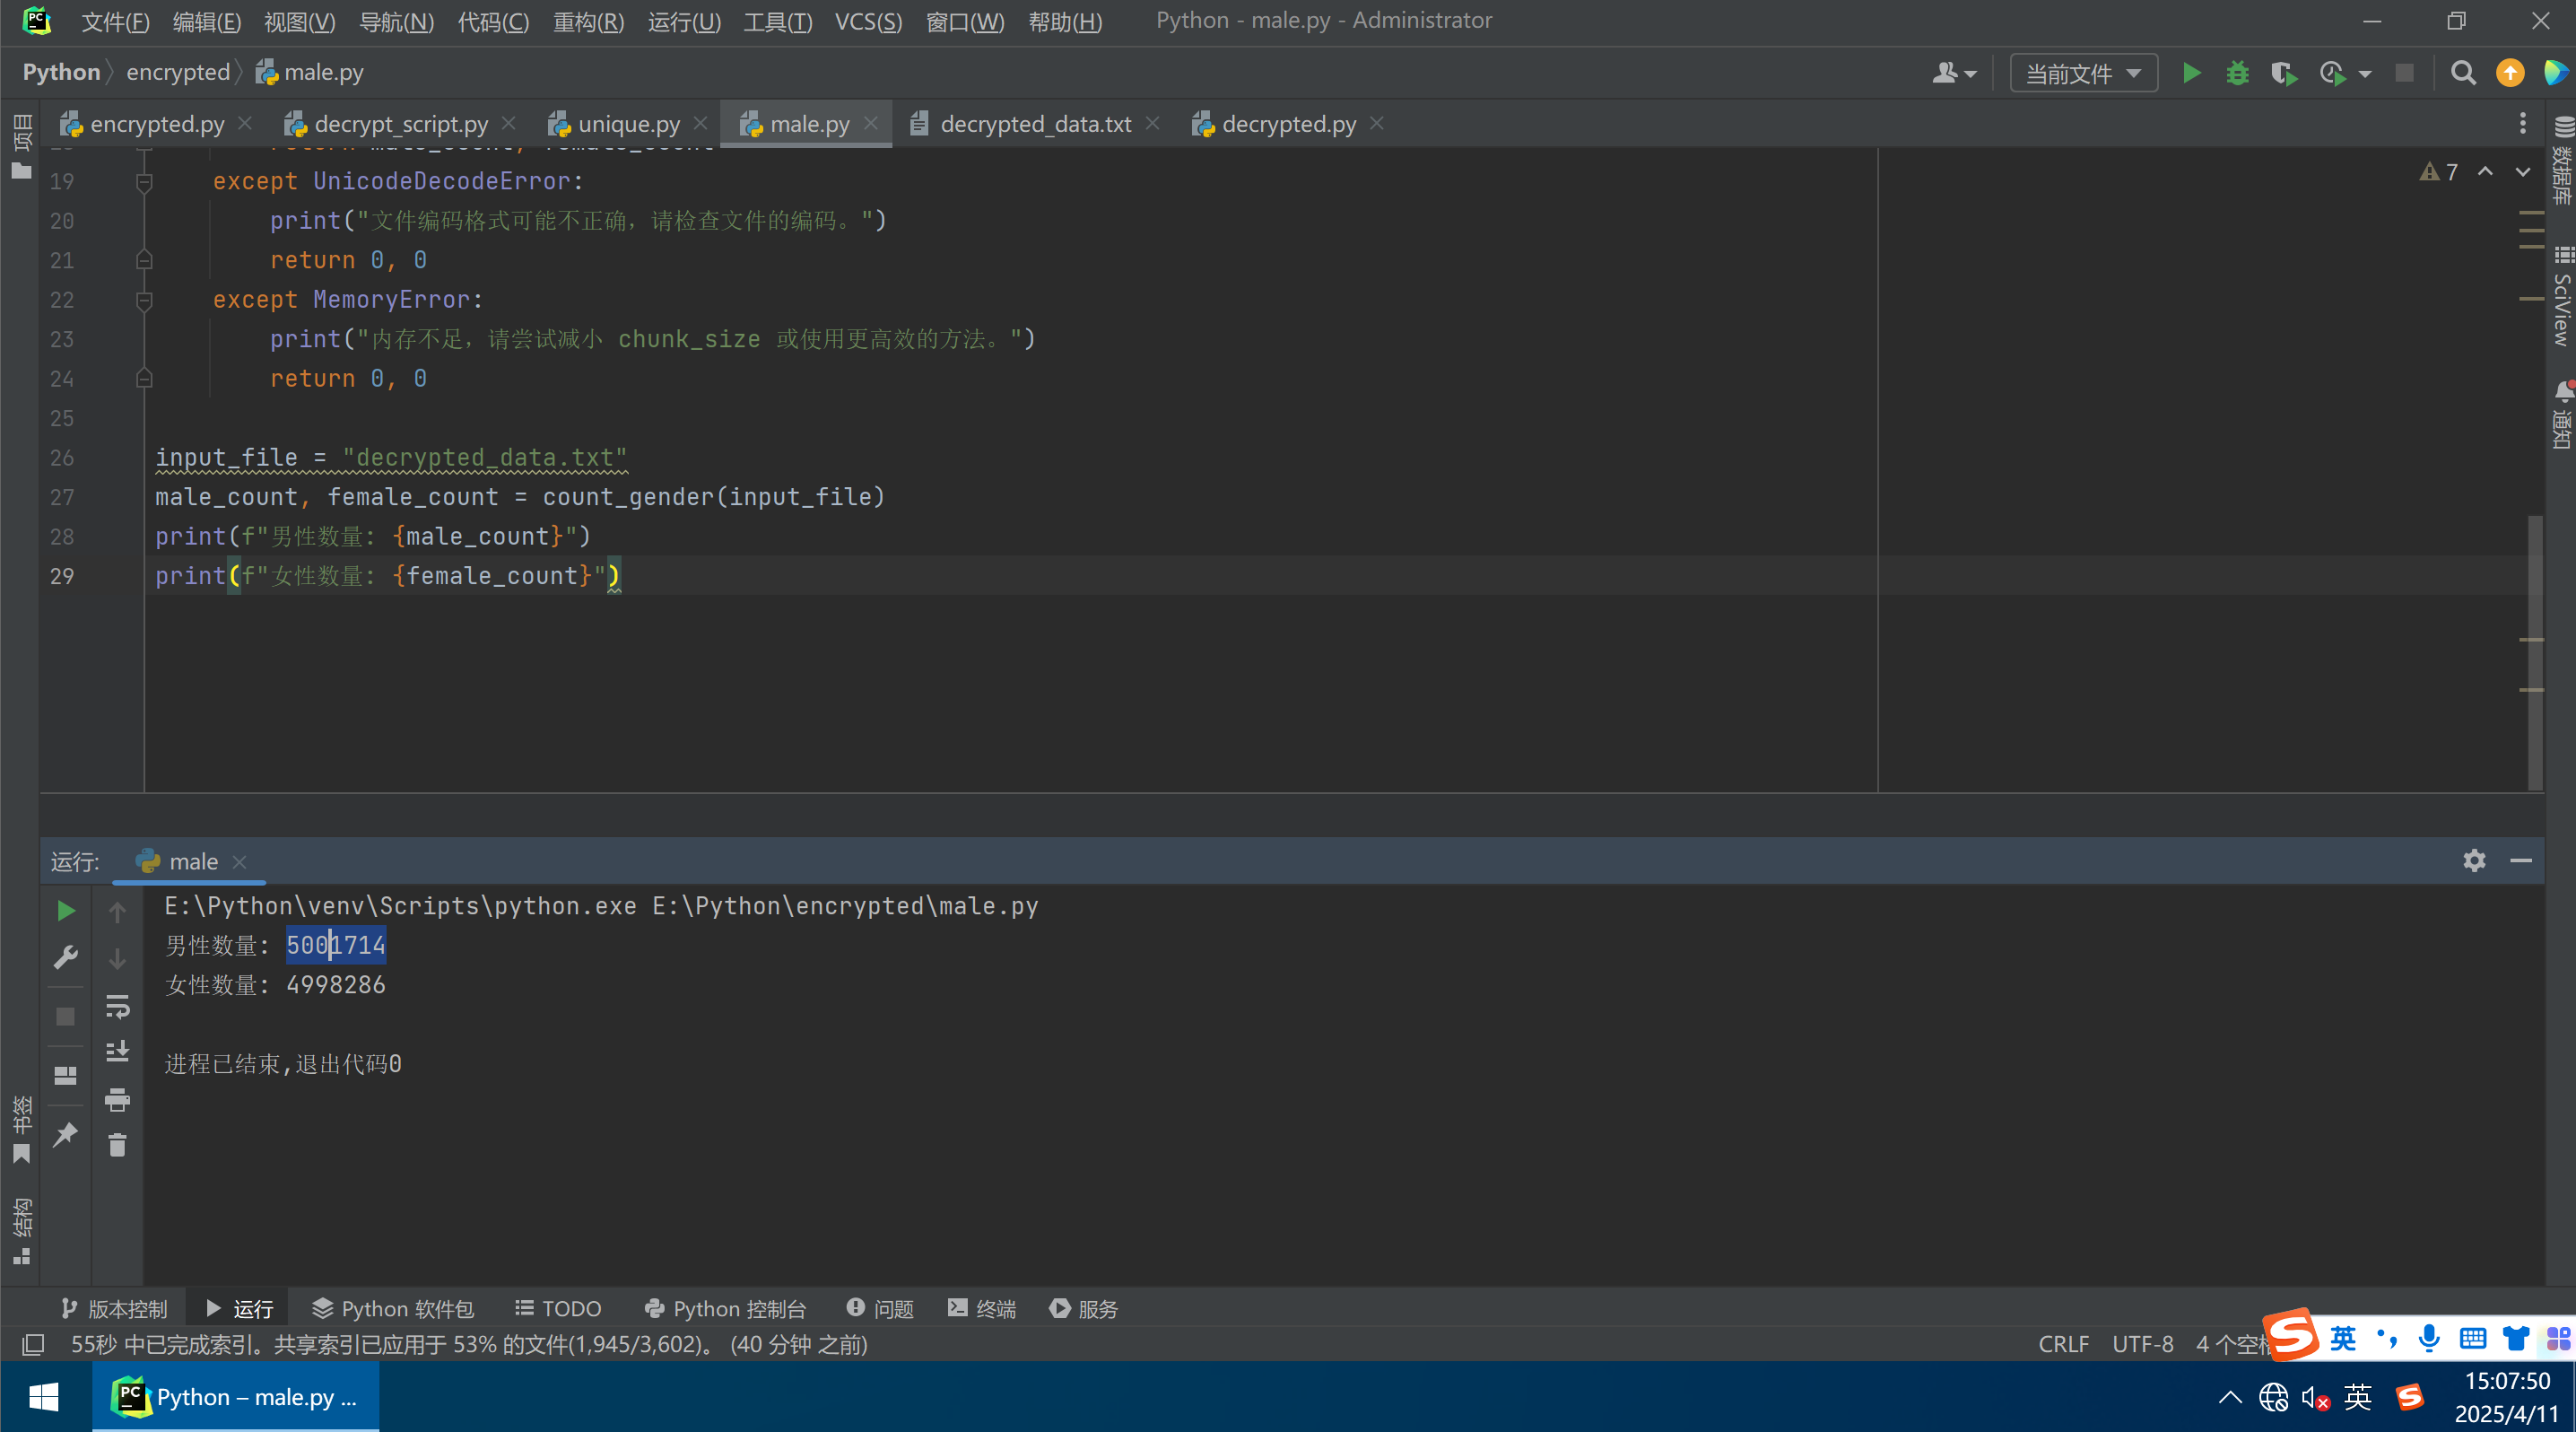 文件(F) 编辑(E) 视图(V) 导航(N) 代码(C) 重构(R) 运行(U) 工具(T) VCS(S) 窗口(W) 帮助(H) Python - male.py - Administrator
Python encrypted male.py 当前文件
项目 encrypted.py decrypt_script.py unique.py male.py decrypted_data.txt decrypted.py
19 except UnicodeDecodeError: 7
20 print("文件编码格式可能不正确，请检查文件的编码。")
21 return 0, 0
22 except MemoryError:
23 print("内存不足，请尝试减小 chunk_size 或使用更高效的方法。")
24 return 0, 0
25
26 input_file = "decrypted_data.txt"
27 male_count, female_count = count_gender(input_file)
28 print(f"男性数量: {male_count}")
29 print(f"女性数量: {female_count}")
数据库
SciView
通知
运行: male
E:\Python\venv\Scripts\python.exe E:\Python\encrypted\male.py
男性数量: 5001714
女性数量: 4998286
进程已结束,退出代码0
书签
结构
版本控制 运行 Python 软件包 TODO Python 控制台 问题 终端 服务
55秒 中已完成索引。共享索引已应用于 53% 的文件(1,945/3,602)。 (40 分钟 之前) CRLF UTF-8 4 个空格 英
PC Python – male.py ... 英 15:07:50
2025/4/11